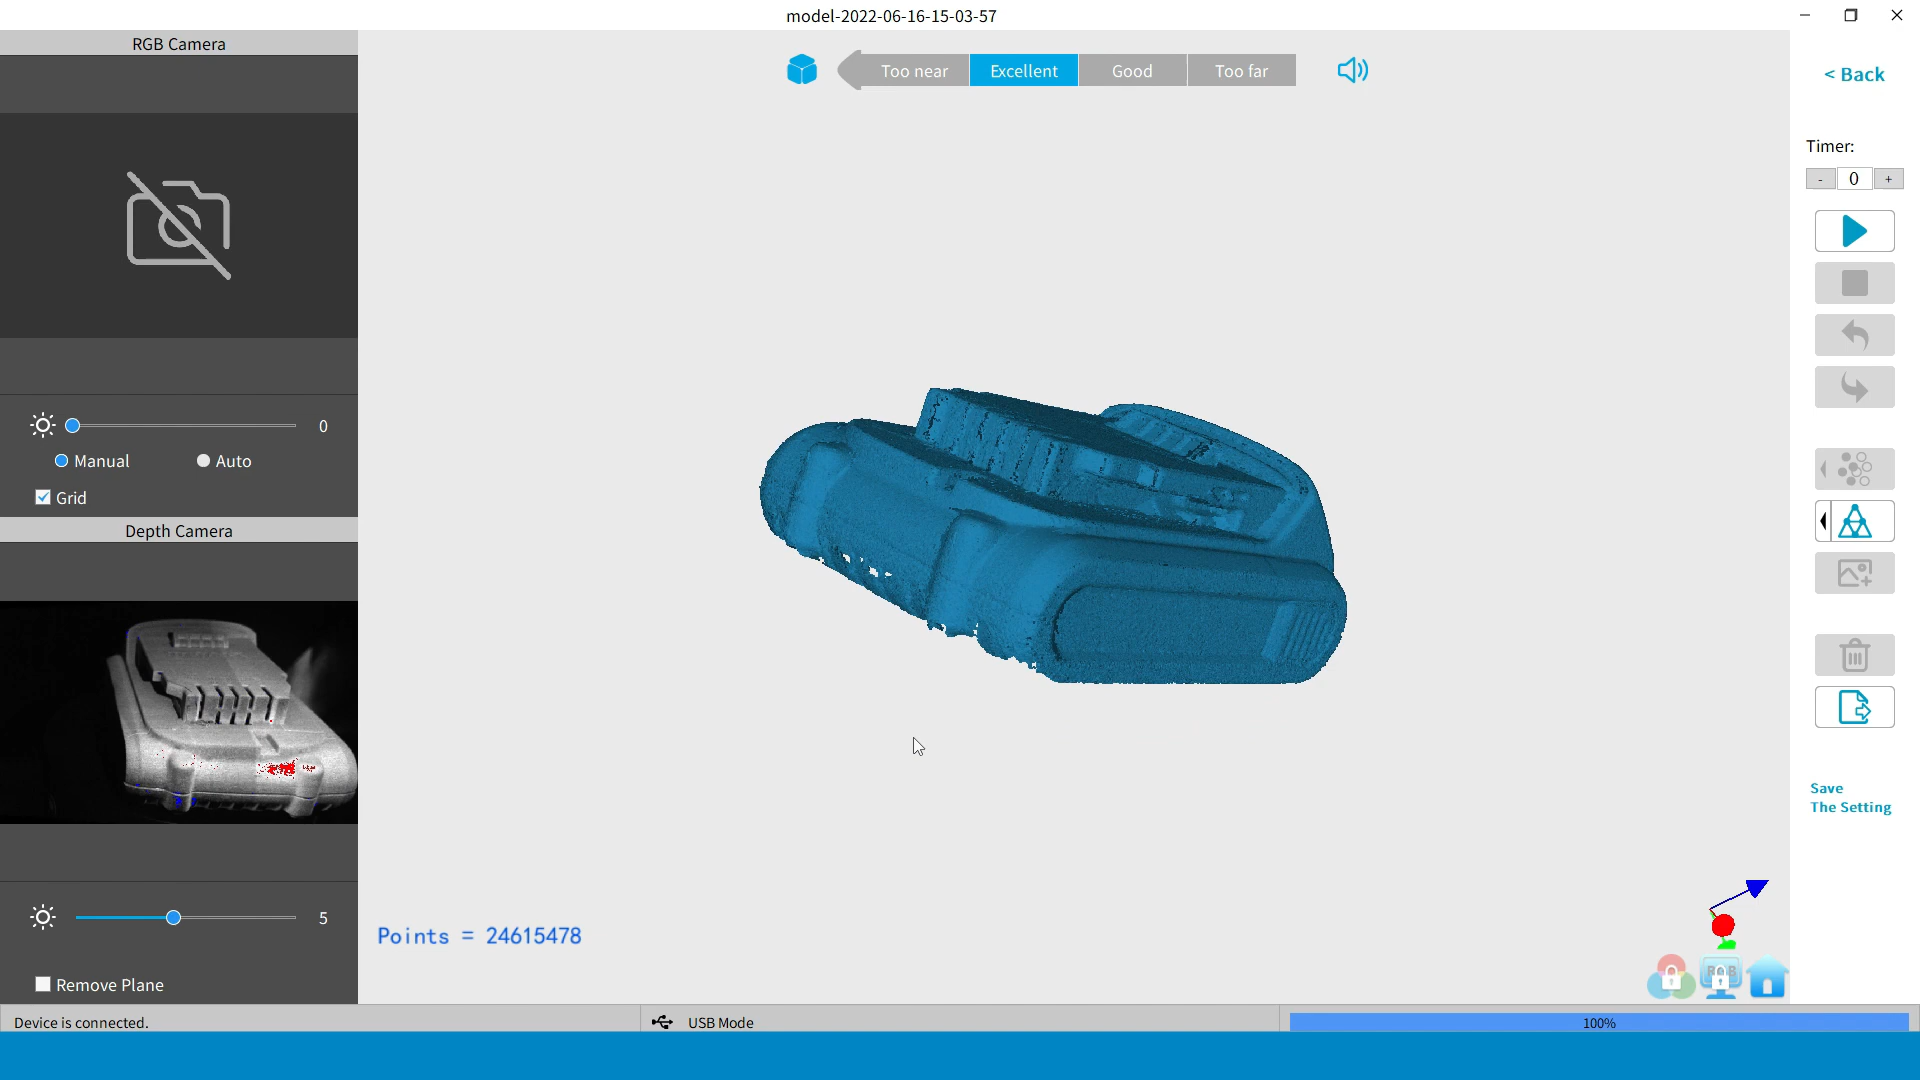 model-2022-06-16-15-03-57
RGB Camera
Too near
Excellent
Good
Too far
< Back
Timer:
- 0 +
0
Manual
Auto
Grid
Depth Camera
5
Remove Plane
Points = 24615478
Save
The Setting
RGB
Device is connected.
USB Mode
100%